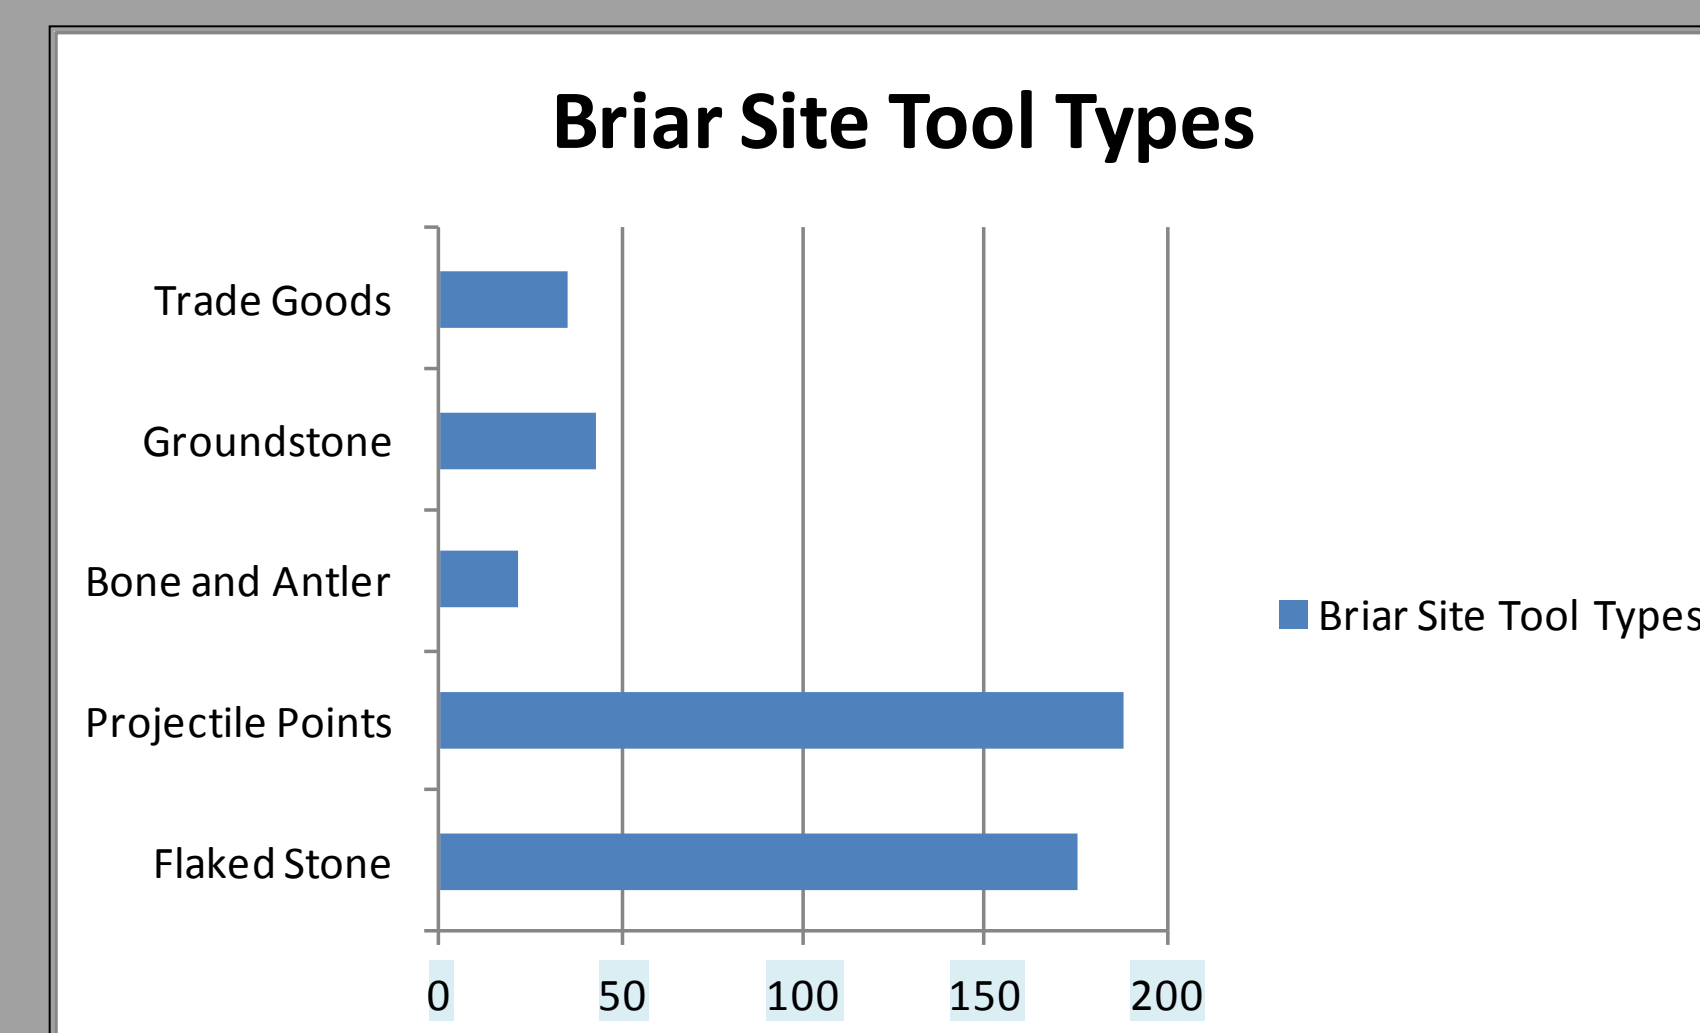 Briar Site Tool Types
Trade Goods
Groundstone
Bone and Antler
Projectile Points
Flaked Stone
0 50 100 150 200
Briar Site Tool Types